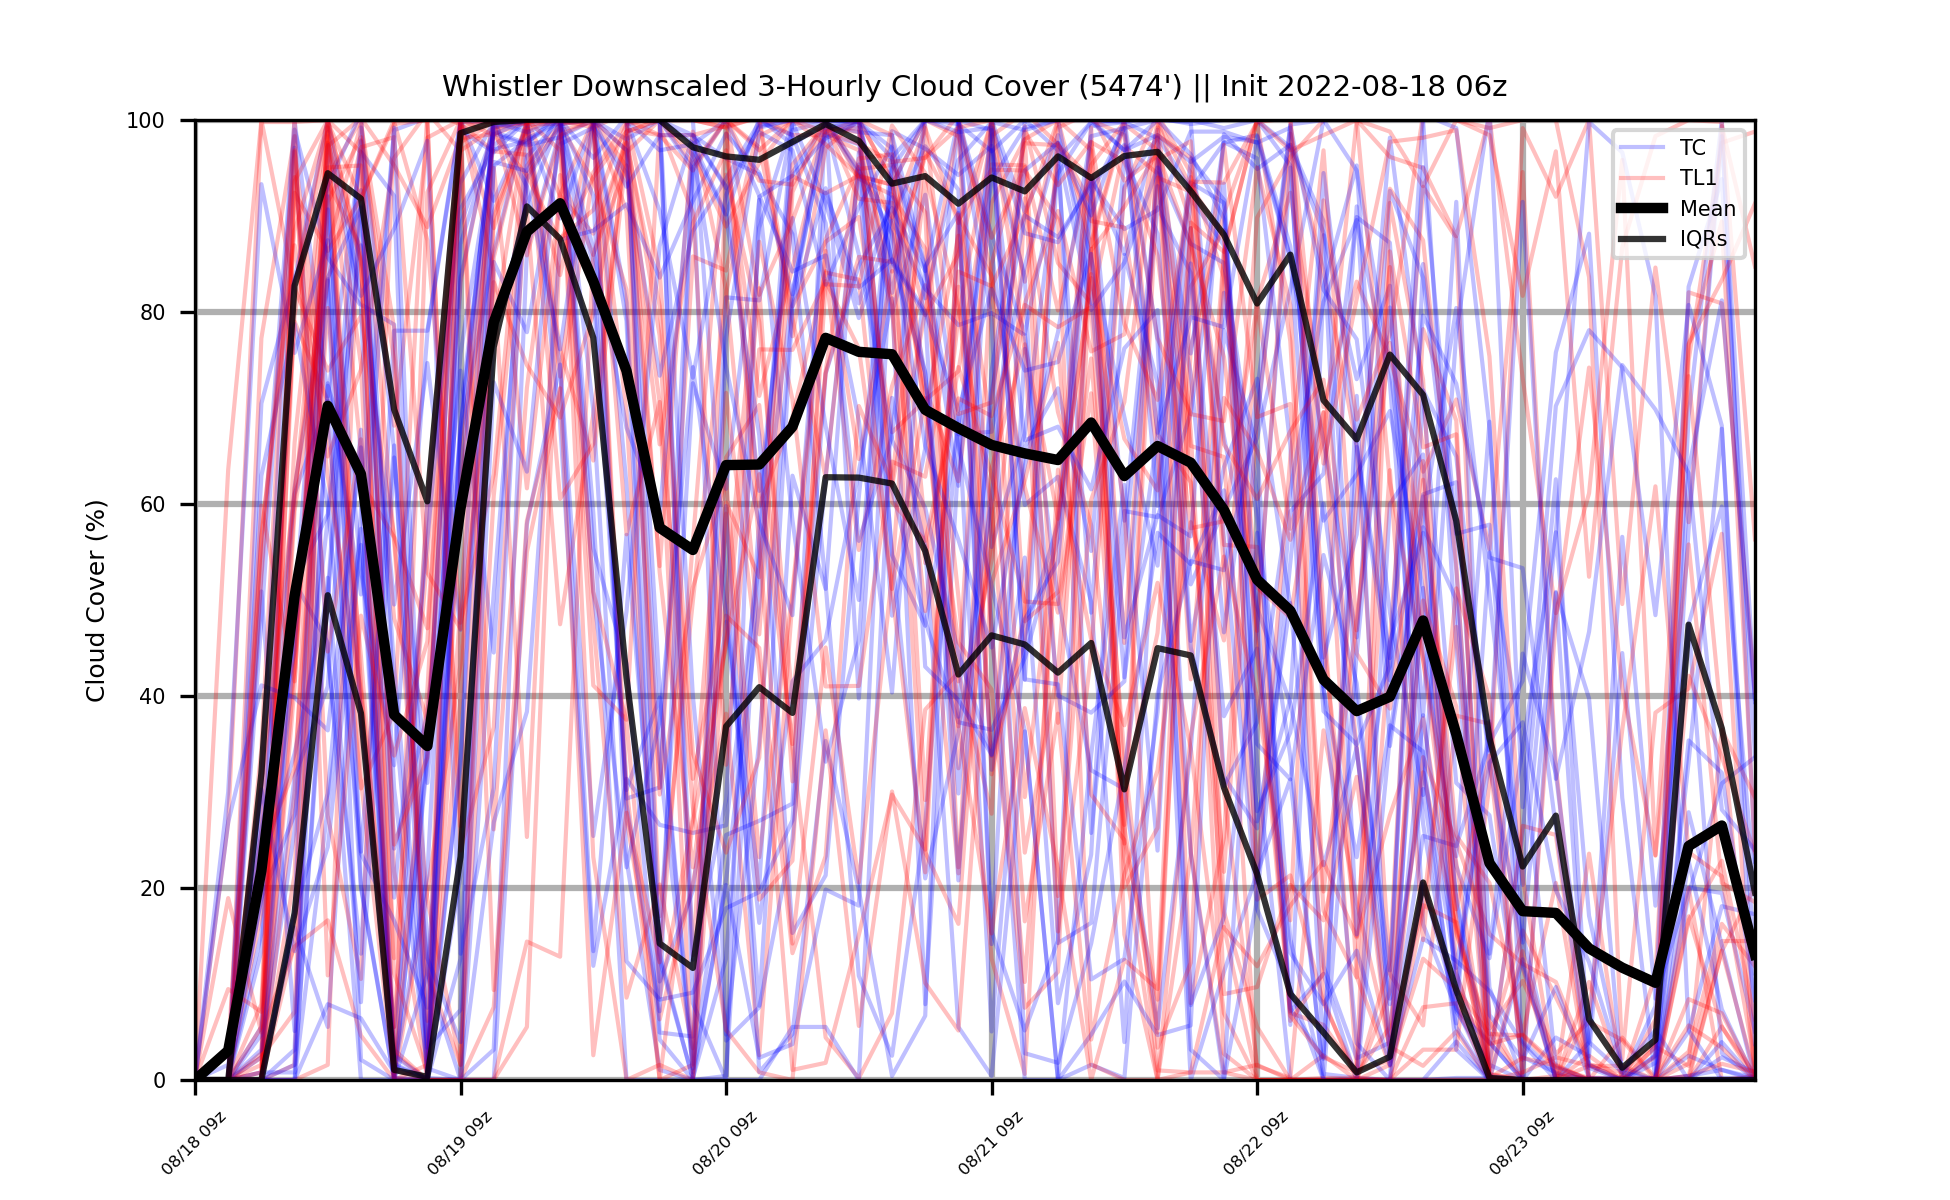 Whistler Downscaled 3-Hourly Cloud Cover (5474') || Init 2022-08-18 06z
Cloud Cover (%)
100
80
60
40
20
0
TC
TL1
Mean
IQRs
08/18 09z
08/19 09z
08/20 09z
08/21 09z
08/22 09z
08/23 09z